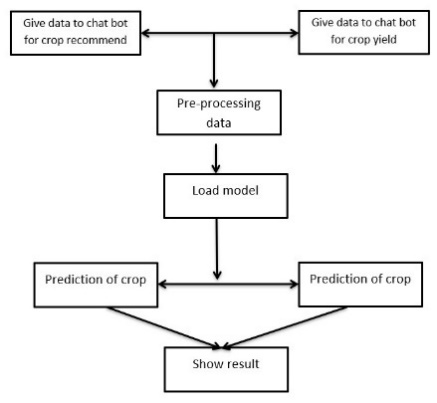 Give data to chat bot
for crop recommend
Give data to chat bot
for crop yield
Pre-processing
data
Load model
Prediction of crop
Prediction of crop
Show result